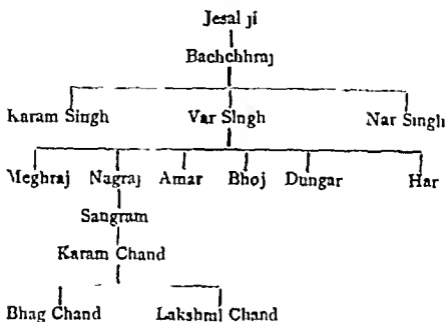 Jesal ji
Bachchhraj
Karam Singh Var Singh Nar Singh
Meghraj Nagraj Amar Bhoj Dungar Har
Sangram
Karam Chand
Bhag Chand Lakshmi Chand